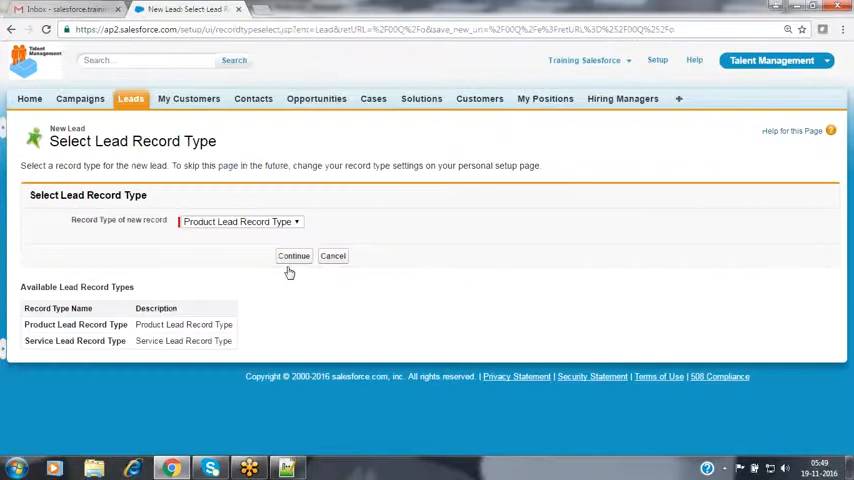 Inbox - salesforce.trainin
New Lead: Select Lead R
https://ap2.salesforce.com/setup/ui/recordtypeselect.jsp?ent=Lead&retURL=%2F00Q%2Fo&save_new_url=%2F00Q%2Fe%3FretURL%3D%252F00Q%252Fo
Search...
Search
Training Salesforce
Setup
Help
Talent Management
Home
Campaigns
Leads
My Customers
Contacts
Opportunities
Cases
Solutions
Customers
My Positions
Hiring Managers
+
New Lead
Select Lead Record Type
Help for this Page
Select a record type for the new lead. To skip this page in the future, change your record type settings on your personal setup page.
Select Lead Record Type
Record Type of new record
Product Lead Record Type
Continue
Cancel
Available Lead Record Types
Record Type Name
Description
Product Lead Record Type
Product Lead Record Type
Service Lead Record Type
Service Lead Record Type
Copyright © 2000-2016 salesforce.com, inc. All rights reserved. | Privacy Statement | Security Statement | Terms of Use | 508 Compliance
05:49
19-11-2016